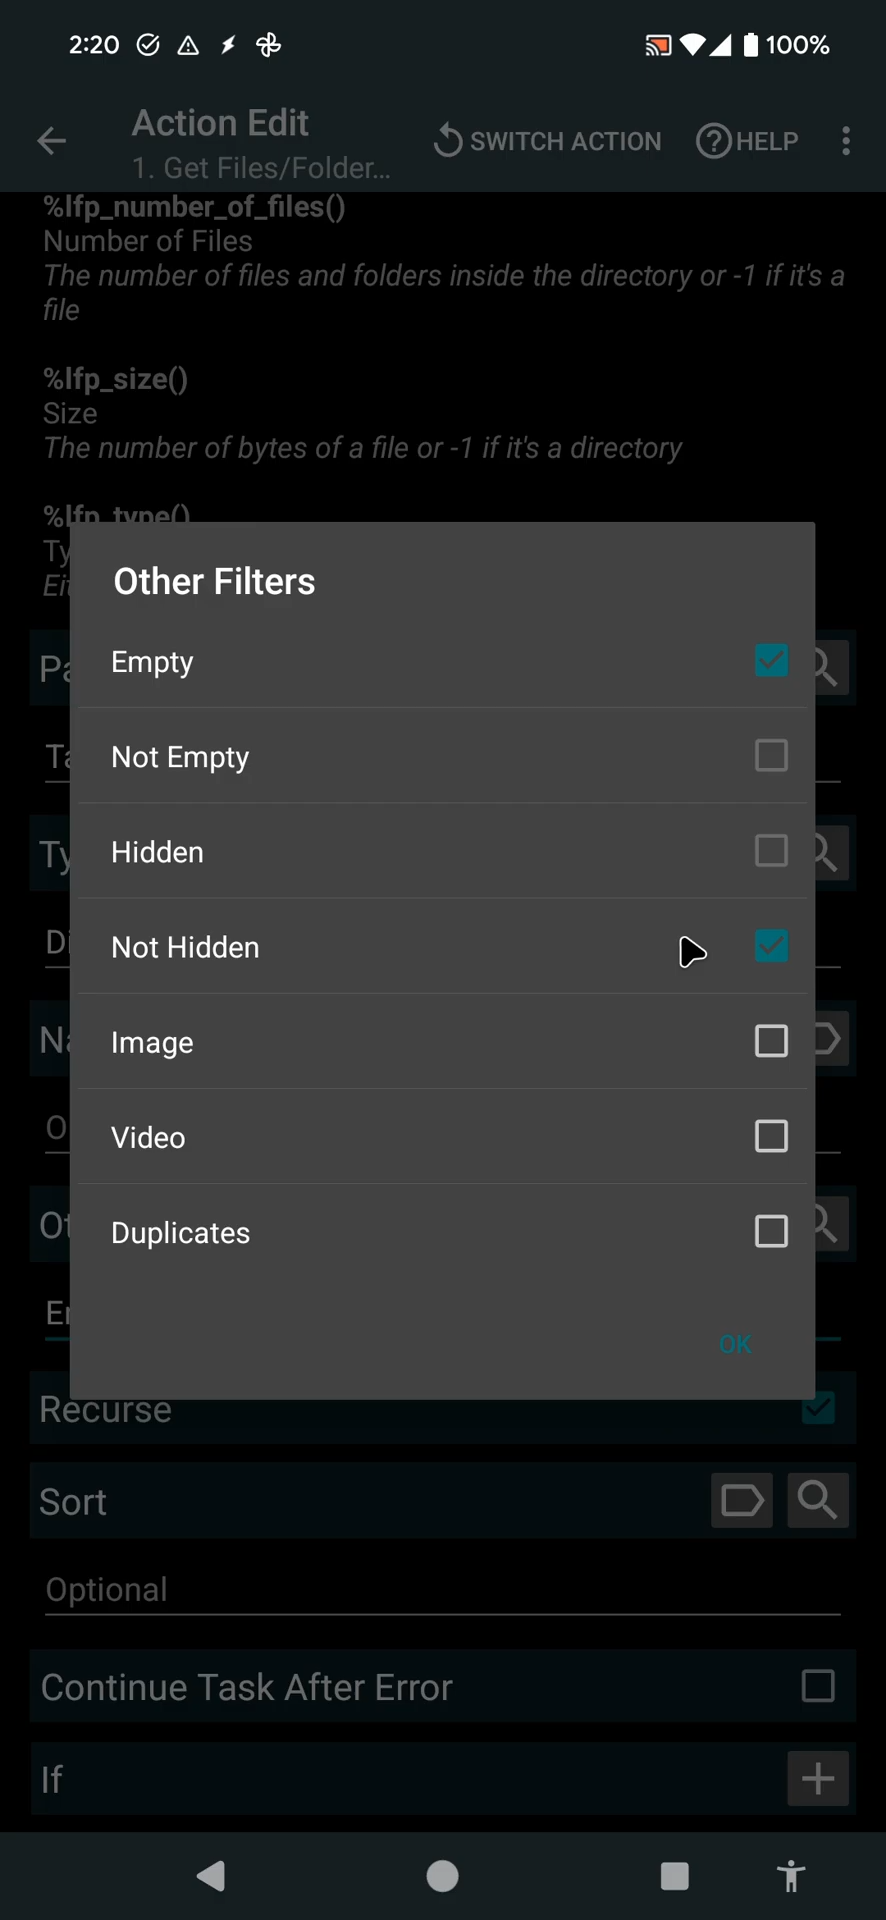 2:20
100%
Action Edit
1. Get Files/Folder...
SWITCH ACTION
HELP
%lfp_number_of_files()
Number of Files
The number of files and folders inside the directory or -1 if it's a
file
%lfp_size()
Size
The number of bytes of a file or -1 if it's a directory
%lfp_type()
Other Filters
Empty
Not Empty
Hidden
Not Hidden
Image
Video
Duplicates
OK
Recurse
Sort
Optional
Continue Task After Error
If